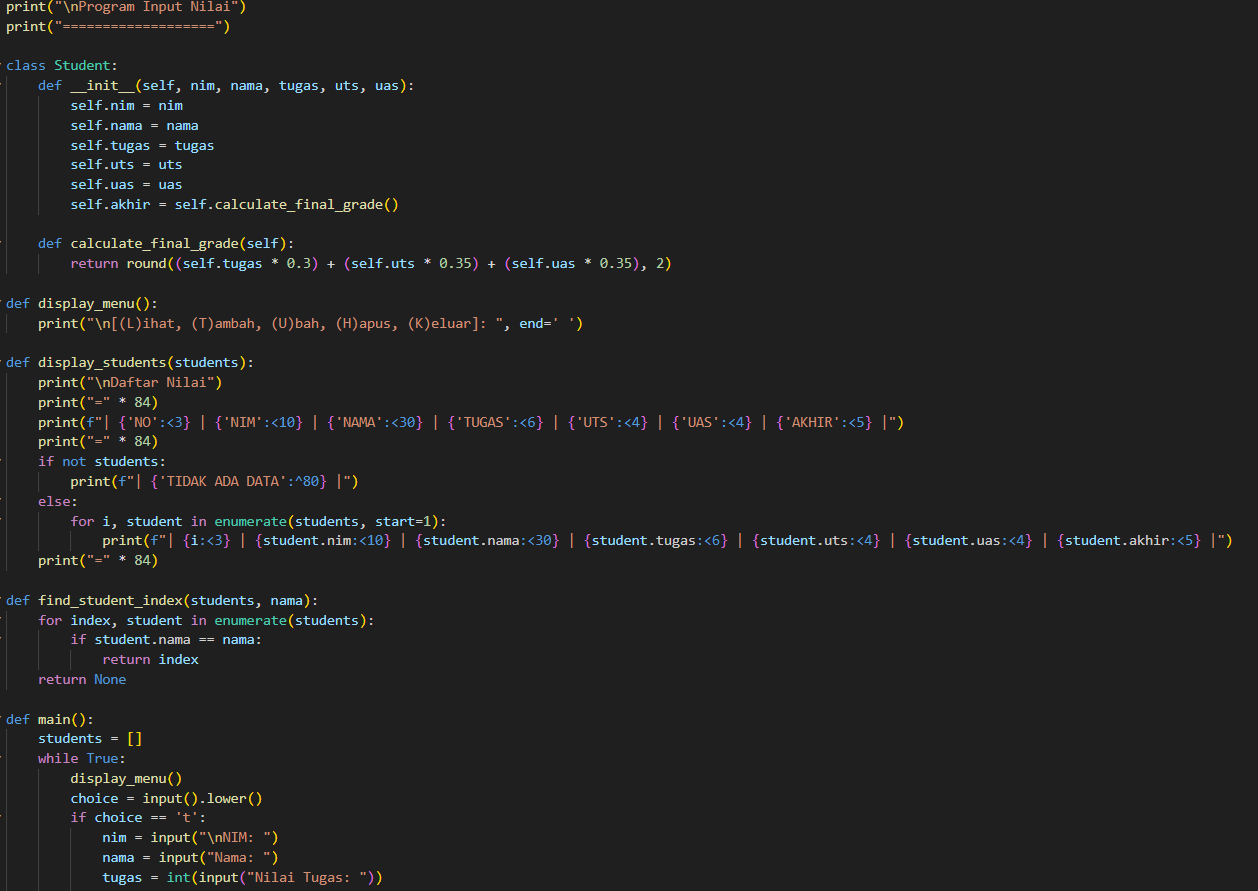 print("\nProgram Input Nilai")
print("===================")

class Student:
    def __init__(self, nim, nama, tugas, uts, uas):
        self.nim = nim
        self.nama = nama
        self.tugas = tugas
        self.uts = uts
        self.uas = uas
        self.akhir = self.calculate_final_grade()

    def calculate_final_grade(self):
        return round((self.tugas * 0.3) + (self.uts * 0.35) + (self.uas * 0.35), 2)

def display_menu():
    print("\n[(L)ihat, (T)ambah, (U)bah, (H)apus, (K)eluar]: ", end=' ')

def display_students(students):
    print("\nDaftar Nilai")
    print("=" * 84)
    print(f"| {'NO':<3} | {'NIM':<10} | {'NAMA':<30} | {'TUGAS':<6} | {'UTS':<4} | {'UAS':<4} | {'AKHIR':<5} |")
    print("=" * 84)
    if not students:
        print(f"| {'TIDAK ADA DATA':^80} |")
    else:
        for i, student in enumerate(students, start=1):
            print(f"| {i:<3} | {student.nim:<10} | {student.nama:<30} | {student.tugas:<6} | {student.uts:<4} | {student.uas:<4} | {student.akhir:<5} |")
    print("=" * 84)

def find_student_index(students, nama):
    for index, student in enumerate(students):
        if student.nama == nama:
            return index
    return None

def main():
    students = []
    while True:
        display_menu()
        choice = input().lower()
        if choice == 't':
            nim = input("\nNIM: ")
            nama = input("Nama: ")
            tugas = int(input("Nilai Tugas: "))